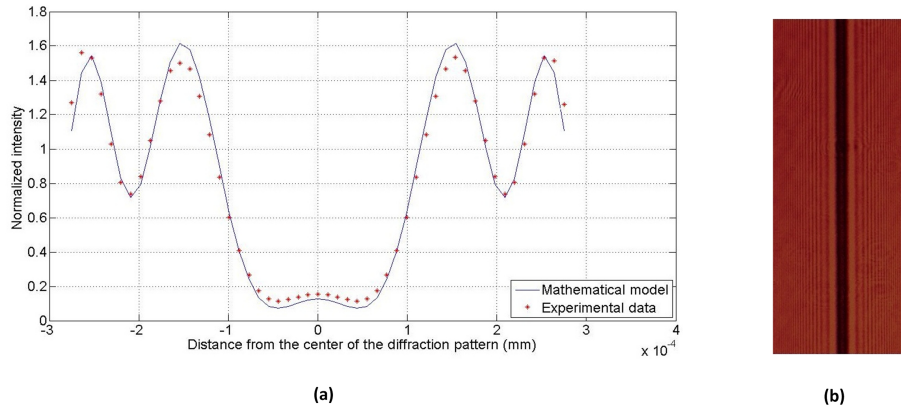 1.8
1.6
1.4
1.2
1
0.8
0.6
0.4
0.2
0
Normalized intensity
-3
-2
-1
0
1
2
3
4
Distance from the center of the diffraction pattern (mm)
x 10⁻⁴
Mathematical model
Experimental data
(a)
(b)